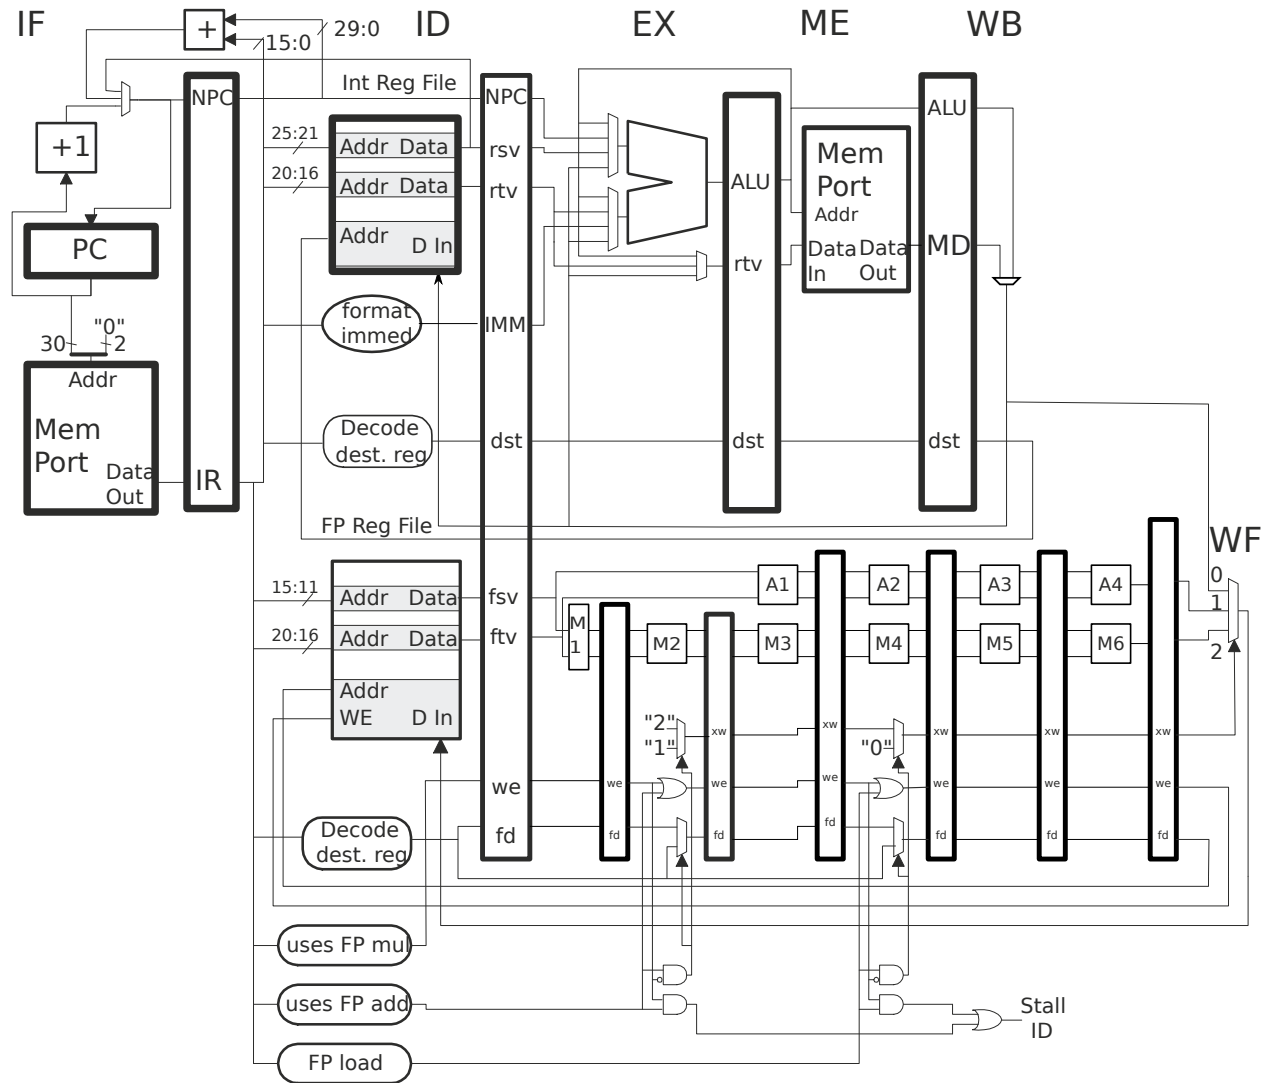 IF
ID
EX
ME
WB
+
29:0
15:0
Int Reg File
NPC
NPC
ALU
+1
25:21
Addr Data
rsv
20:16
Addr Data
rtv
ALU
Mem
Port
Addr
PC
Addr
D In
Data
In
Data
Out
MD
rtv
30
"0"
2
format
immed
IMM
Addr
Mem
Port
Data
Out
IR
Decode
dest. reg
dst
dst
dst
FP Reg File
WF
15:11
Addr Data
fsv
A1
A2
A3
A4
0
1
20:16
Addr Data
ftv
M
1
M2
M3
M4
M5
M6
2
Addr
WE D In
"2"
"1"
xw
xw
"0"
xw
xw
xw
we
we
we
we
we
we
we
Decode
dest. reg
fd
fd
fd
fd
fd
fd
fd
uses FP mul
uses FP add
Stall
ID
FP load